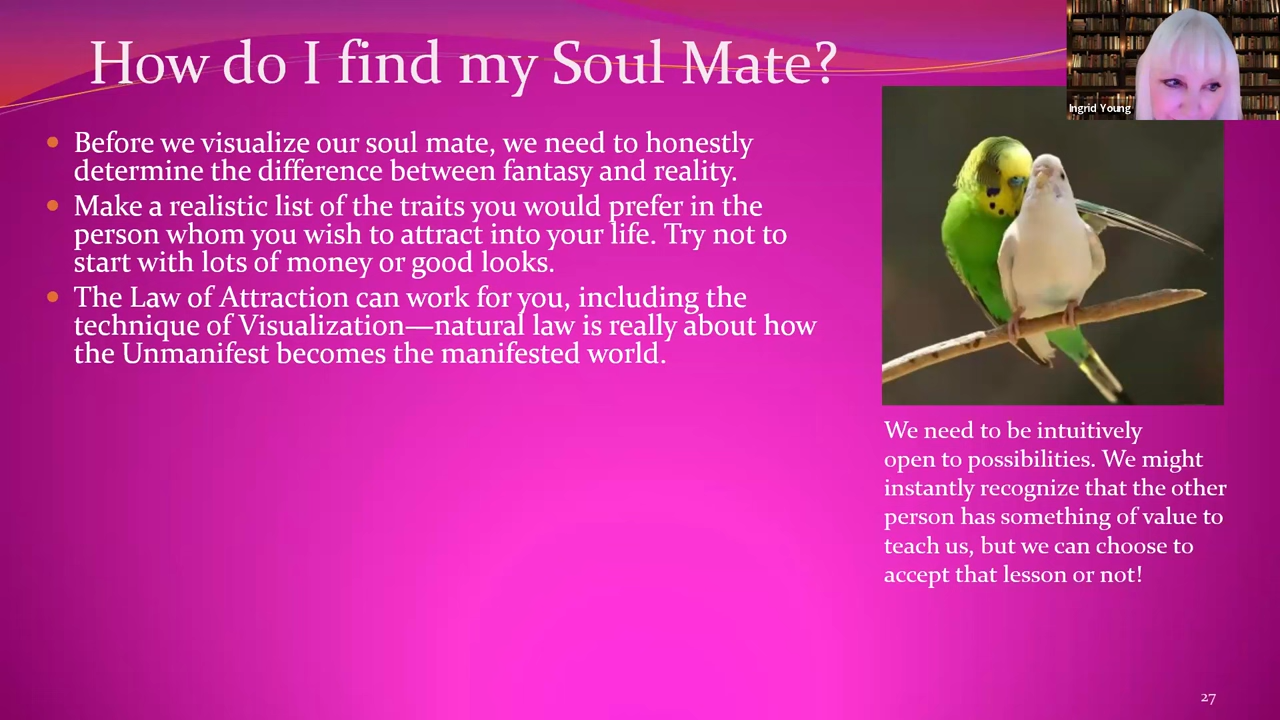 How do I find my Soul Mate?
Ingrid Young
• Before we visualize our soul mate, we need to honestly
determine the difference between fantasy and reality.
• Make a realistic list of the traits you would prefer in the
person whom you wish to attract into your life. Try not to
start with lots of money or good looks.
• The Law of Attraction can work for you, including the
technique of Visualization—natural law is really about how
the Unmanifest becomes the manifested world.
We need to be intuitively
open to possibilities. We might
instantly recognize that the other
person has something of value to
teach us, but we can choose to
accept that lesson or not!
27